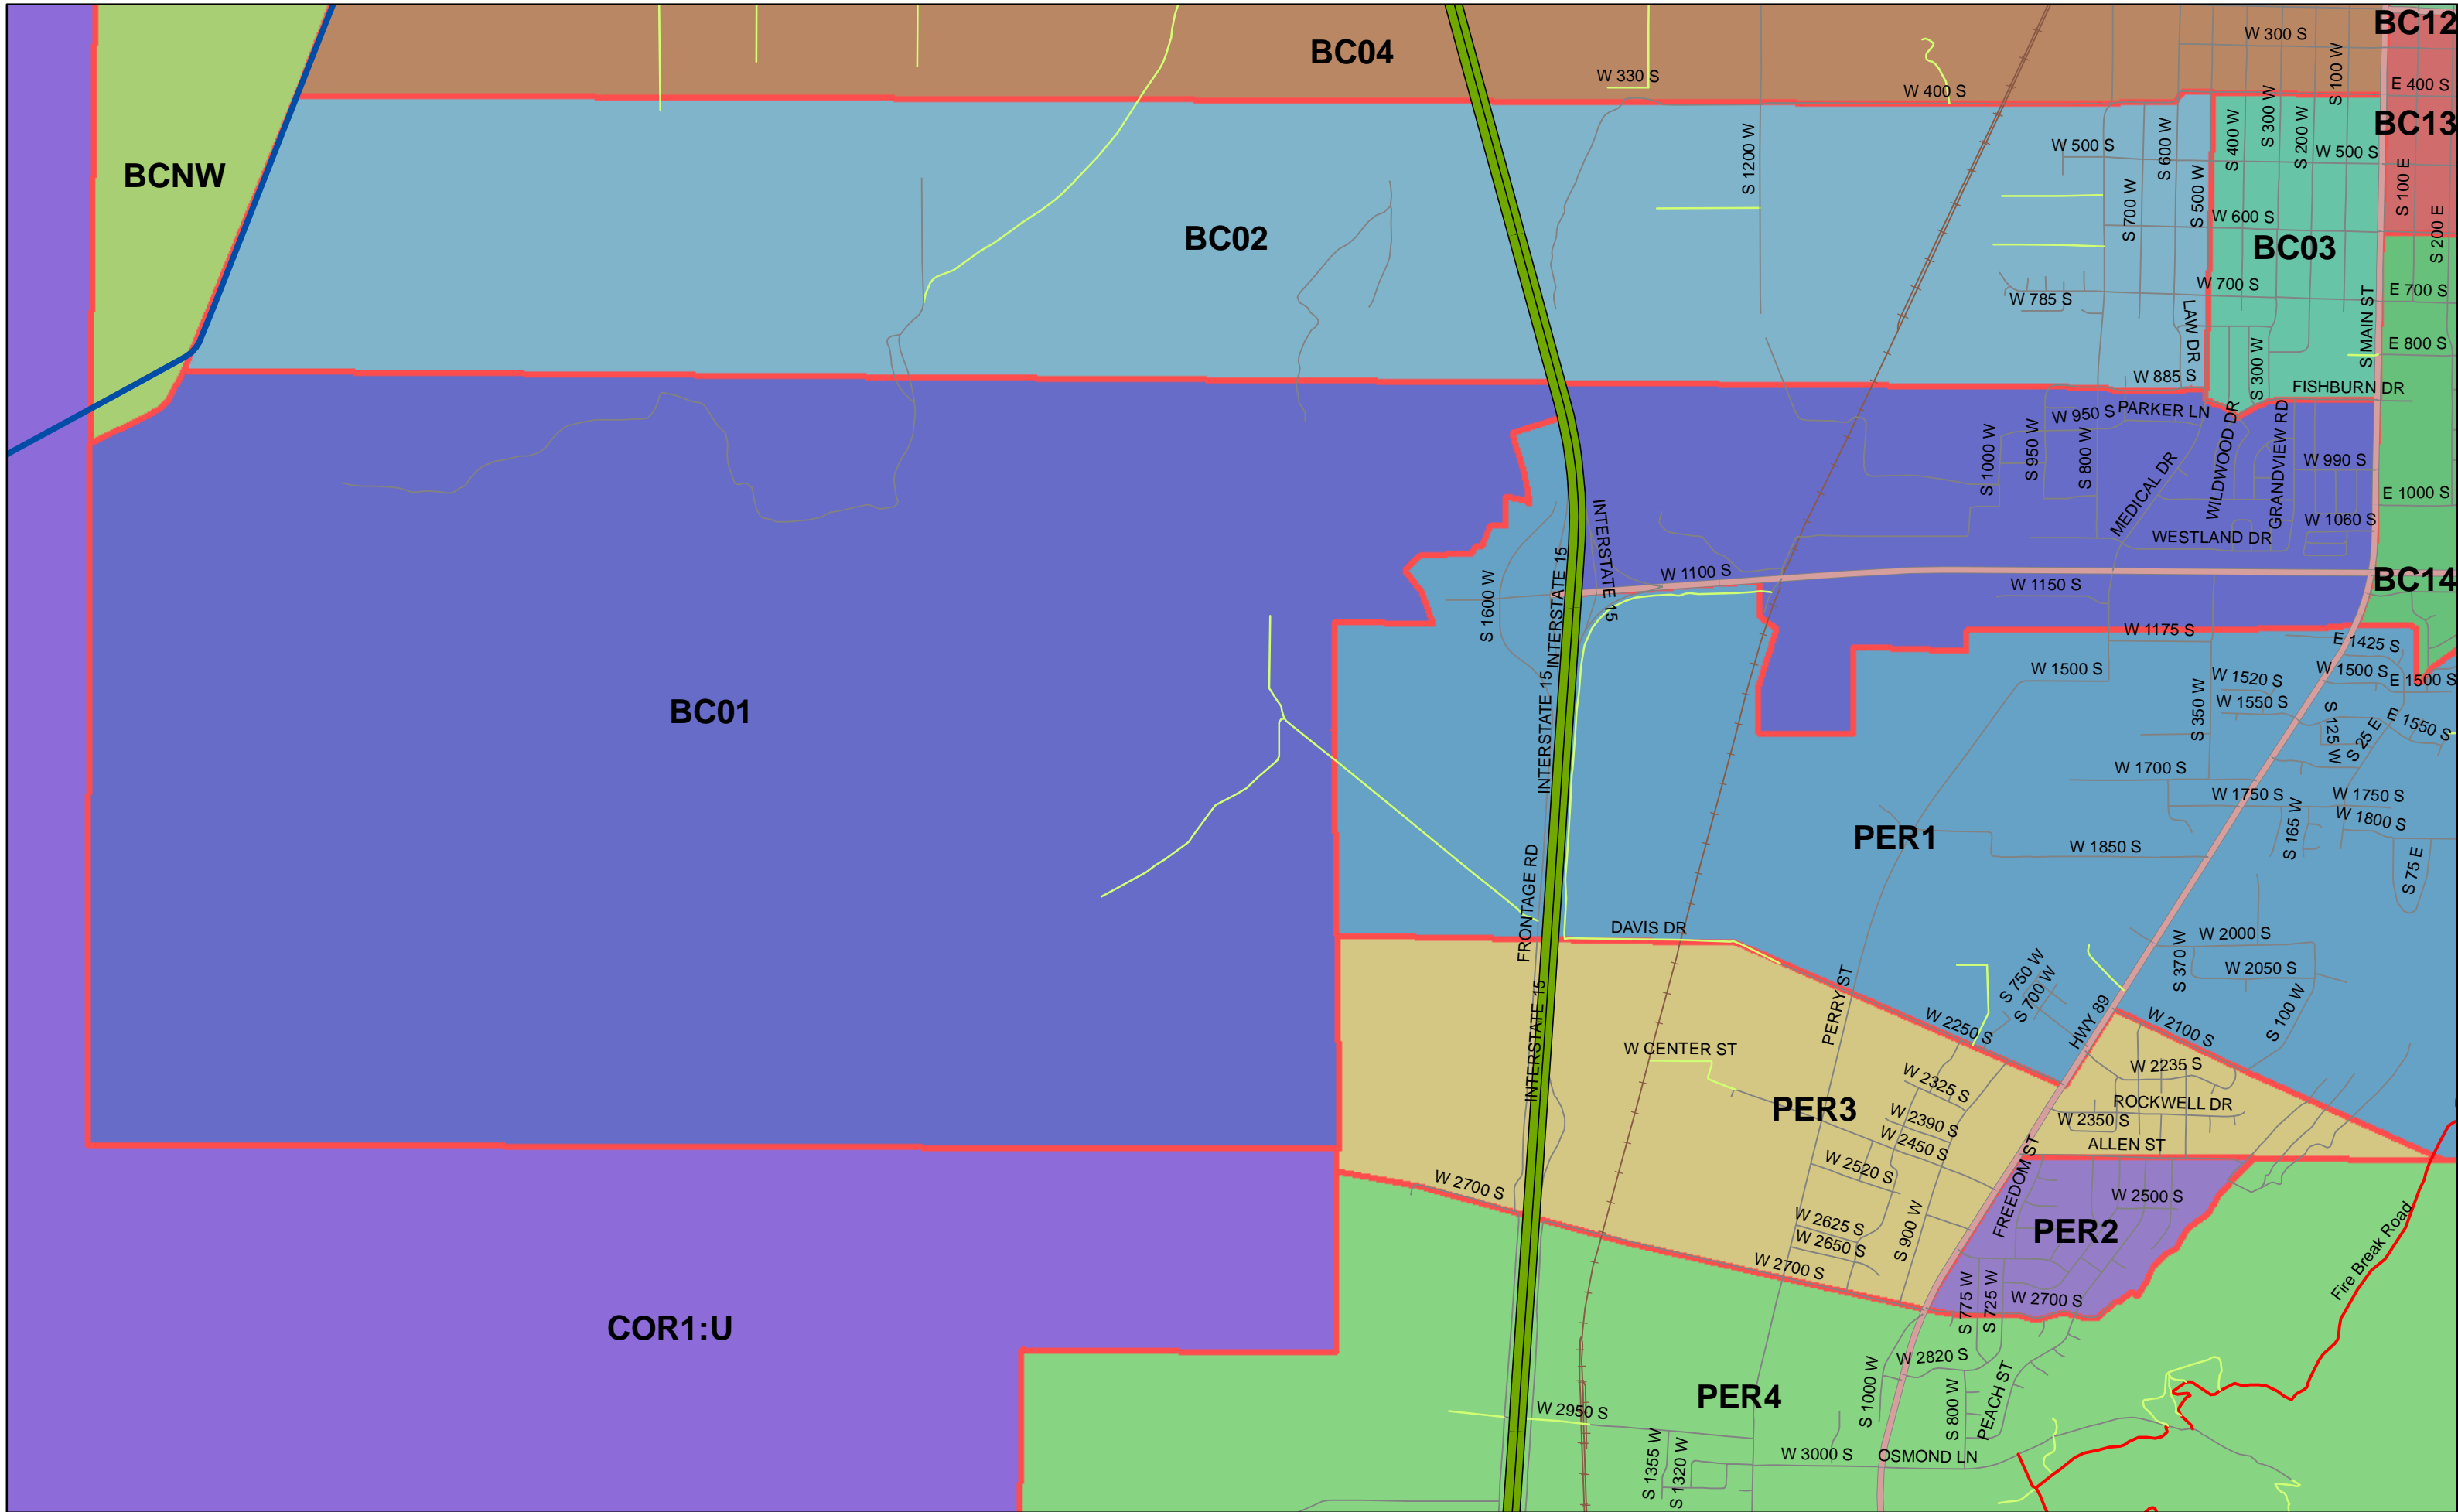 BC12
W 300 S
BC04
S 100 W
W 330 S
E 400 S
W 400 S
BC13
S 300 W
S 400 W
S 200 W
S 1200 W
S 600 W
W 500 S
W 500 S
BCNW
S 100 E
S 500 W
S 700 W
W 600 S
S 200 E
BC02
BC03
W 700 S
E 700 S
W 785 S
S MAIN ST
LAW DR
E 800 S
S 300 W
W 885 S
FISHBURN DR
W 950 S
PARKER LN
WILDWOOD DR
GRANDVIEW RD
S 1000 W
S 950 W
S 800 W
W 990 S
MEDICAL DR
E 1000 S
W 1060 S
WESTLAND DR
INTERSTATE 15
INTERSTATE 15
W 1100 S
W 1150 S
BC14
S 1600 W
W 1175 S
E 1425 S
W 1500 S
W 1500 S
E 1500 S
W 1520 S
W 1550 S
S 350 W
BC01
INTERSTATE 15
S 125 W
S 25 E
E 1550 S
W 1700 S
W 1750 S
W 1750 S
W 1800 S
S 165 W
PER1
W 1850 S
S 75 E
FRONTAGE RD
DAVIS DR
W 2000 S
S 370 W
W 2050 S
S 750 W
S 700 W
PERRY ST
S 100 W
HWY 89
W 2250 S
W 2100 S
INTERSTATE 15
W CENTER ST
W 2235 S
W 2325 S
PER3
ROCKWELL DR
W 2390 S
W 2350 S
W 2450 S
ALLEN ST
W 2520 S
W 2700 S
FREEDOM ST
W 2500 S
W 2625 S
S 900 W
PER2
W 2650 S
Fire Break Road
W 2700 S
S 775 W
S 725 W
W 2700 S
COR1:U
W 2820 S
S 1000 W
PER4
S 800 W
PEACH ST
W 2950 S
W 3000 S
OSMOND LN
S 1355 W
S 1320 W